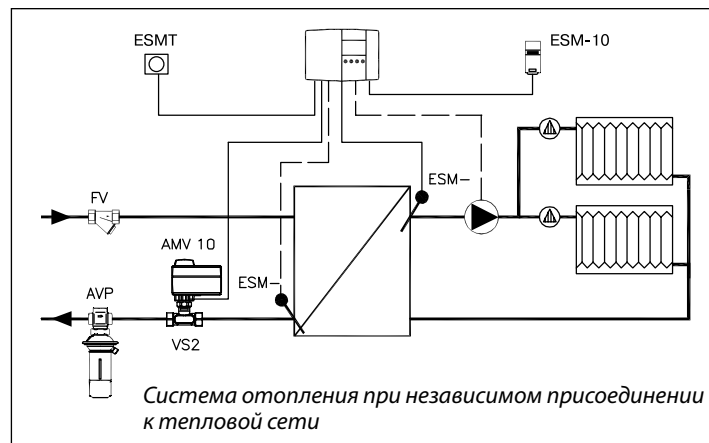 ESMT
ESM-10
ESM-
FV
AMV 10
ESM-
AVP
VS2
Система отопления при независимом присоединении
к тепловой сети